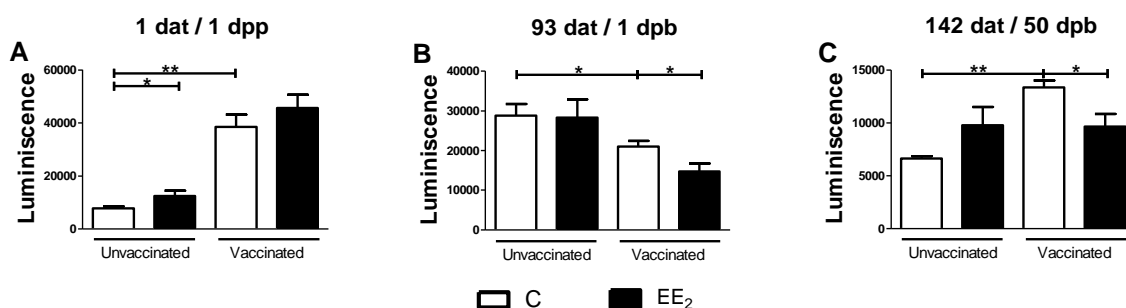 1 dat / 1 dpp
93 dat / 1 dpb
142 dat / 50 dpb
A
Luminiscence
60000
40000
20000
0
**
*
Unvaccinated Vaccinated
B
Luminiscence
40000
30000
20000
10000
0
* *
Unvaccinated Vaccinated
C
Luminiscence
15000
10000
5000
0
** *
Unvaccinated Vaccinated
C EE₂